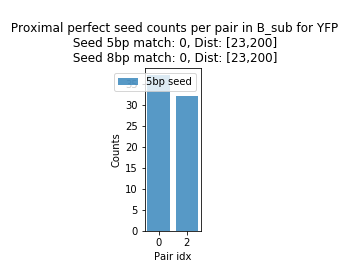 Proximal perfect seed counts per pair in B_sub for YFP
Seed 5bp match: 0, Dist: [23,200]
Seed 8bp match: 0, Dist: [23,200]
5bp seed
35
30
25
20
15
10
5
0
Counts
0 2
Pair idx